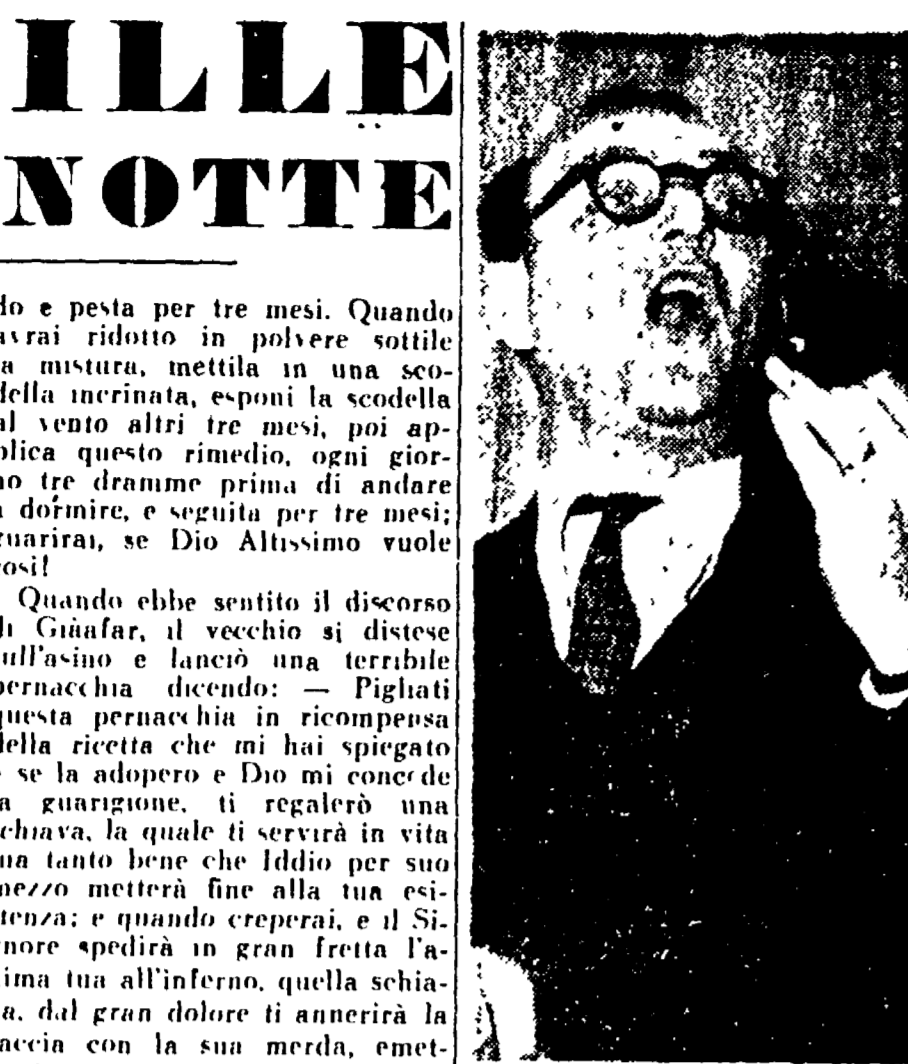 ILLE
NOTTE
do e pesta per tre mesi. Quando
avrai ridotto in polvere sottile
la mistura, mettila in una sco-
della incrinata, esponi la scodella
al vento altri tre mesi, poi ap-
plica questo rimedio, ogni gior-
no tre dramme prima di andare
a dormire, e seguita per tre mesi;
guarirai, se Dio Altissimo vuole
cosi!
Quando ebbe sentito il discorso
di Giàafar, il vecchio si distese
sull'asino e lanciò una terribile
pernacchia dicendo: — Pigliati
questa pernacchia in ricompensa
della ricetta che mi hai spiegato
e se la adopero e Dio mi concede
la guarigione, ti regalerò una
schiava, la quale ti servirà in vita
tua tanto bene che Iddio per suo
mezzo metterà fine alla tua esi-
stenza; e quando creperai, e il Si-
gnore spedirà in gran fretta l'a-
nima tua all'inferno, quella schia-
va, dal gran dolore ti annerirà la
faccia con la sua merda, emet-